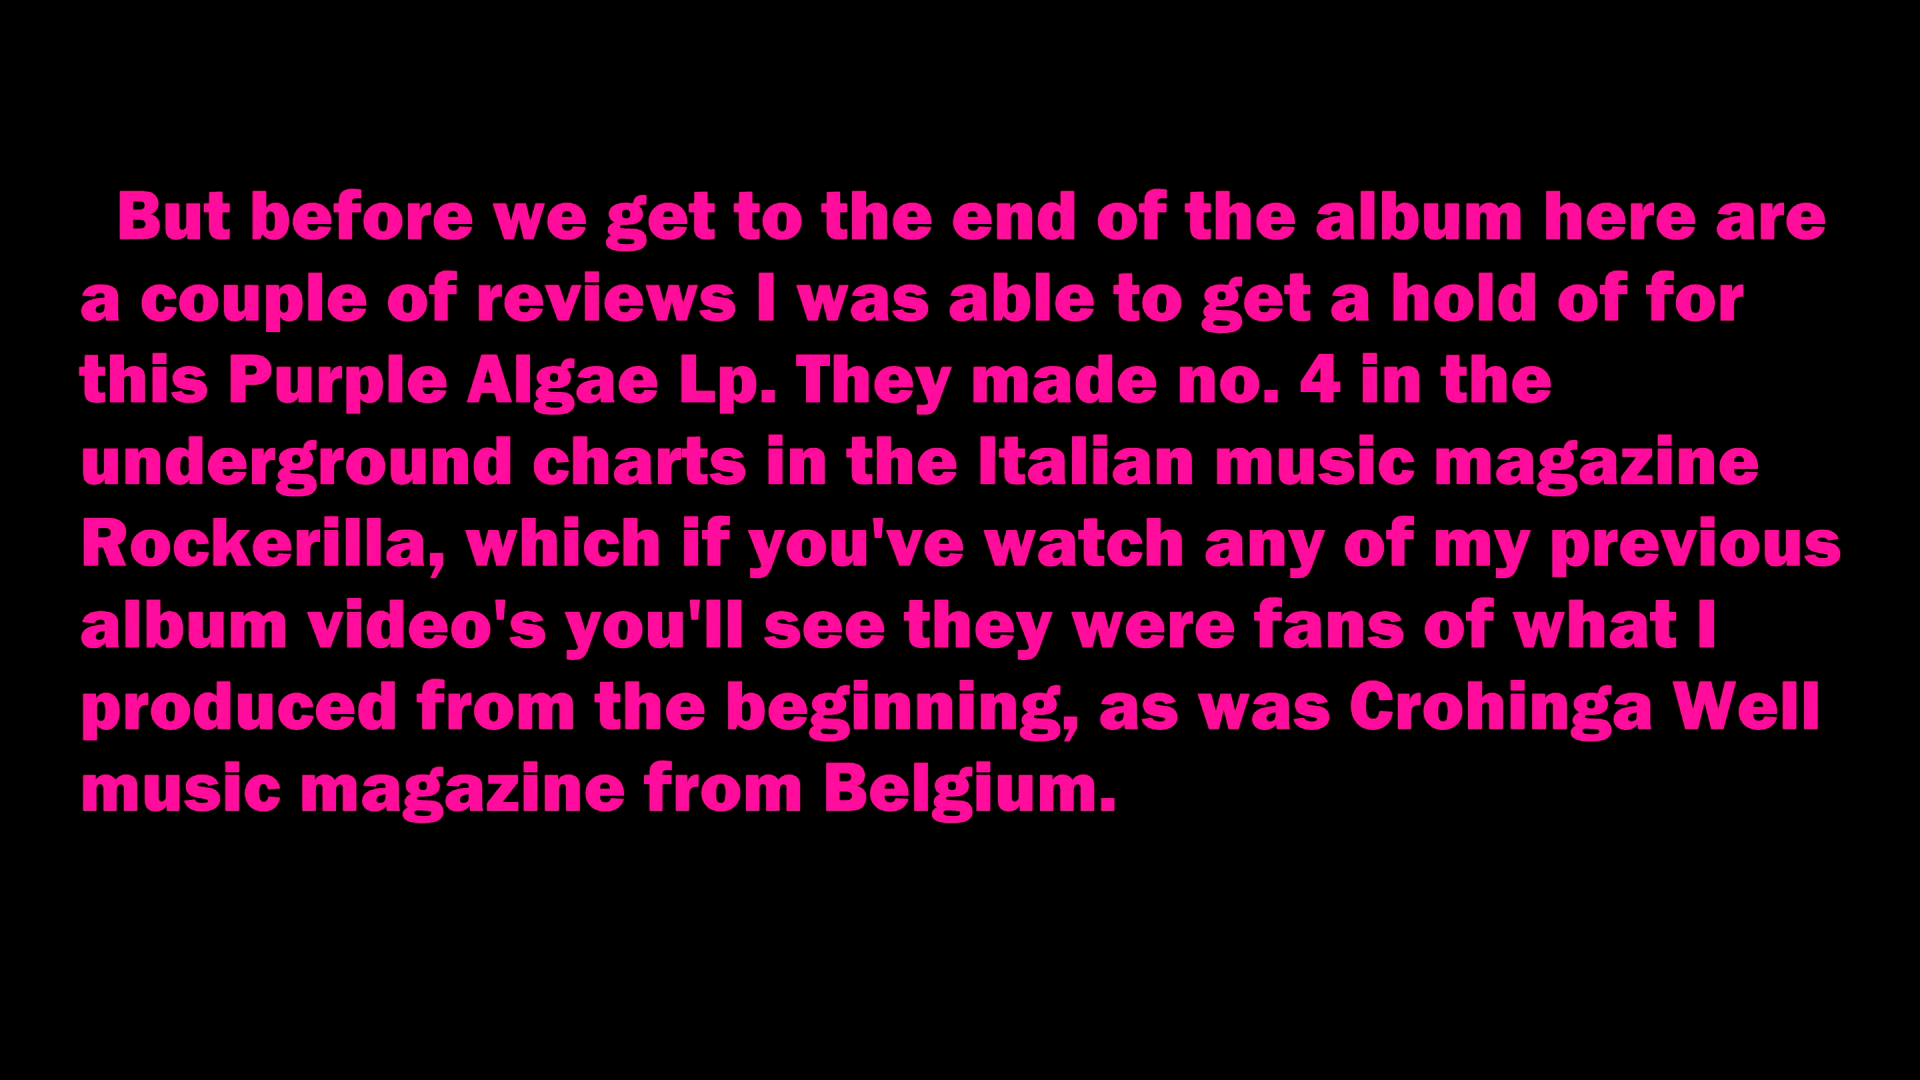 But before we get to the end of the album here are
a couple of reviews I was able to get a hold of for
this Purple Algae Lp. They made no. 4 in the
underground charts in the Italian music magazine
Rockerilla, which if you've watch any of my previous
album video's you'll see they were fans of what I
produced from the beginning, as was Crohinga Well
music magazine from Belgium.